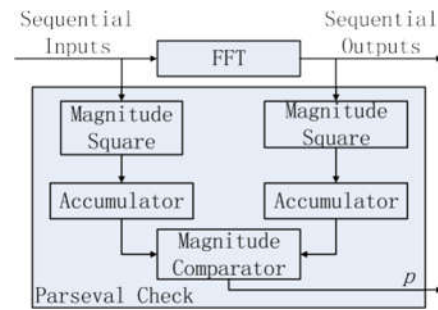 Sequential
Inputs
Sequential
Outputs
FFT
Magnitude
Square
Magnitude
Square
Accumulator
Accumulator
Magnitude
Comparator
p
Parseval Check